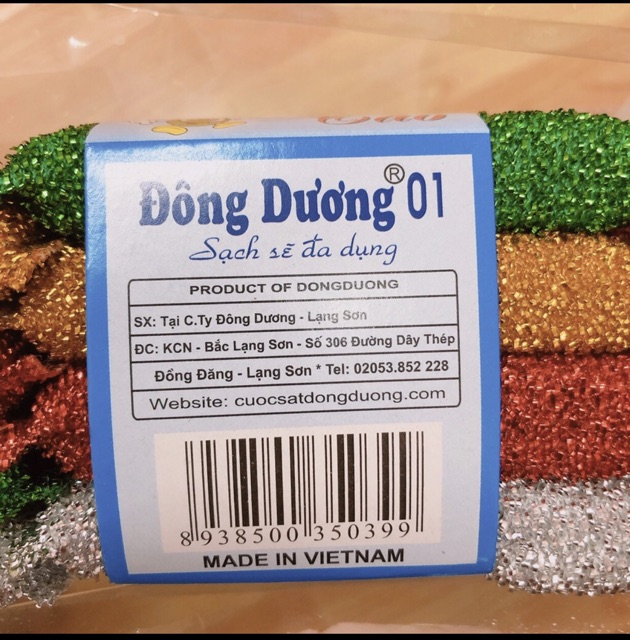 Đông Dương® 01
Sạch sẽ đa dụng
PRODUCT OF DONGDUONG
SX: Tại C.Ty Đông Dương - Lạng Sơn
ĐC: KCN - Bắc Lạng Sơn - Số 306 Đường Dây Thép
Đồng Đăng - Lạng Sơn * Tel: 02053.852 228
Website: cuocsatdongduong.com
8 938500 350399
MADE IN VIETNAM